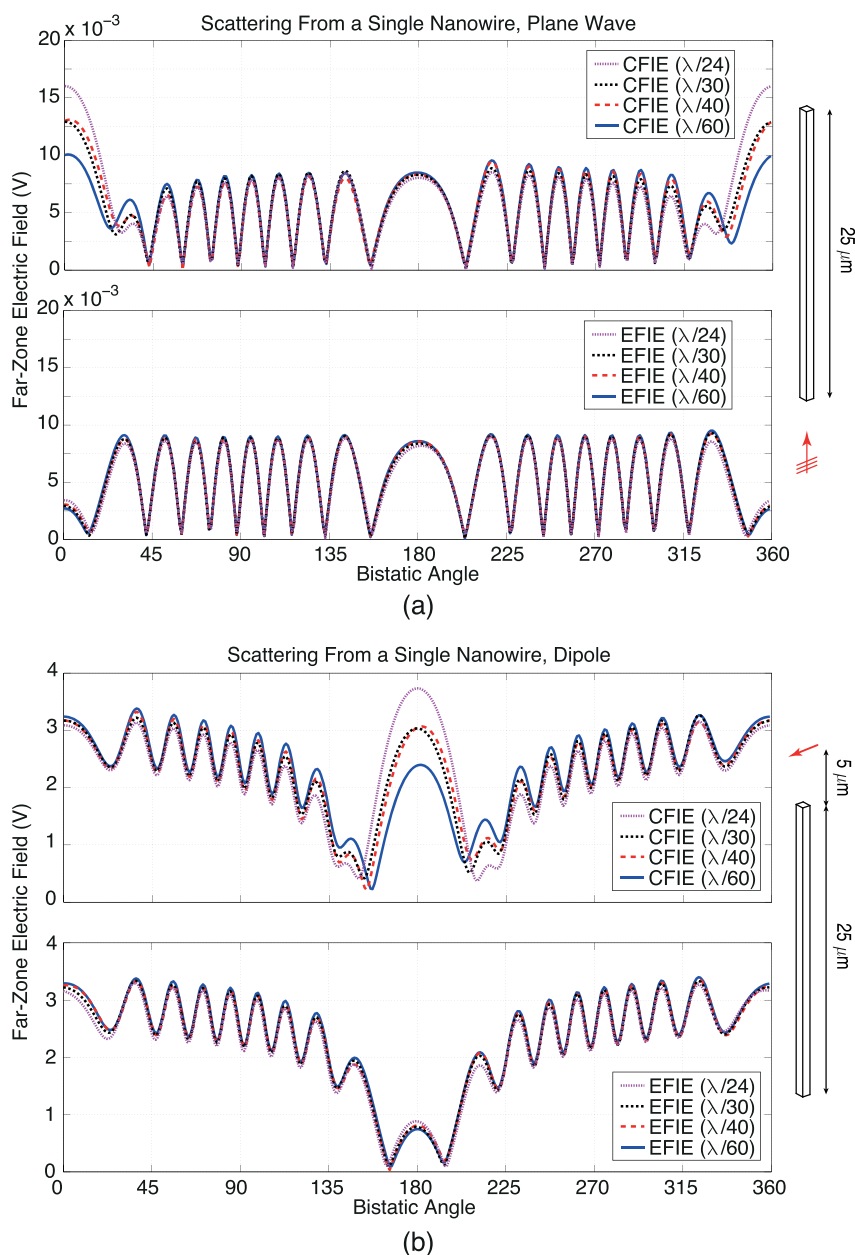 Scattering From a Single Nanowire, Plane Wave
x 10⁻³
20
15
10
5
0
CFIE (λ/24)
CFIE (λ/30)
CFIE (λ/40)
CFIE (λ/60)
25 μm
Far-Zone Electric Field (V)
x 10⁻³
20
15
10
5
0
EFIE (λ/24)
EFIE (λ/30)
EFIE (λ/40)
EFIE (λ/60)
0 45 90 135 180 225 270 315 360
Bistatic Angle
(a)
Scattering From a Single Nanowire, Dipole
4
3
2
1
0
CFIE (λ/24)
CFIE (λ/30)
CFIE (λ/40)
CFIE (λ/60)
5 μm
25 μm
Far-Zone Electric Field (V)
4
3
2
1
0
EFIE (λ/24)
EFIE (λ/30)
EFIE (λ/40)
EFIE (λ/60)
0 45 90 135 180 225 270 315 360
Bistatic Angle
(b)